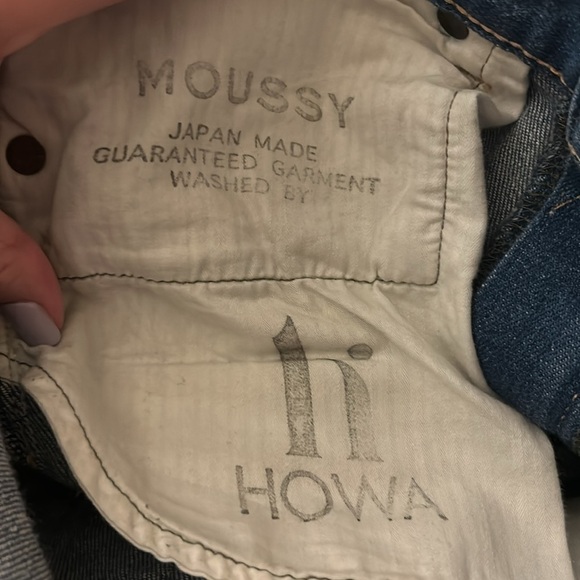 MOUSSY
JAPAN MADE
GUARANTEED GARMENT
WASHED BY
HOWA